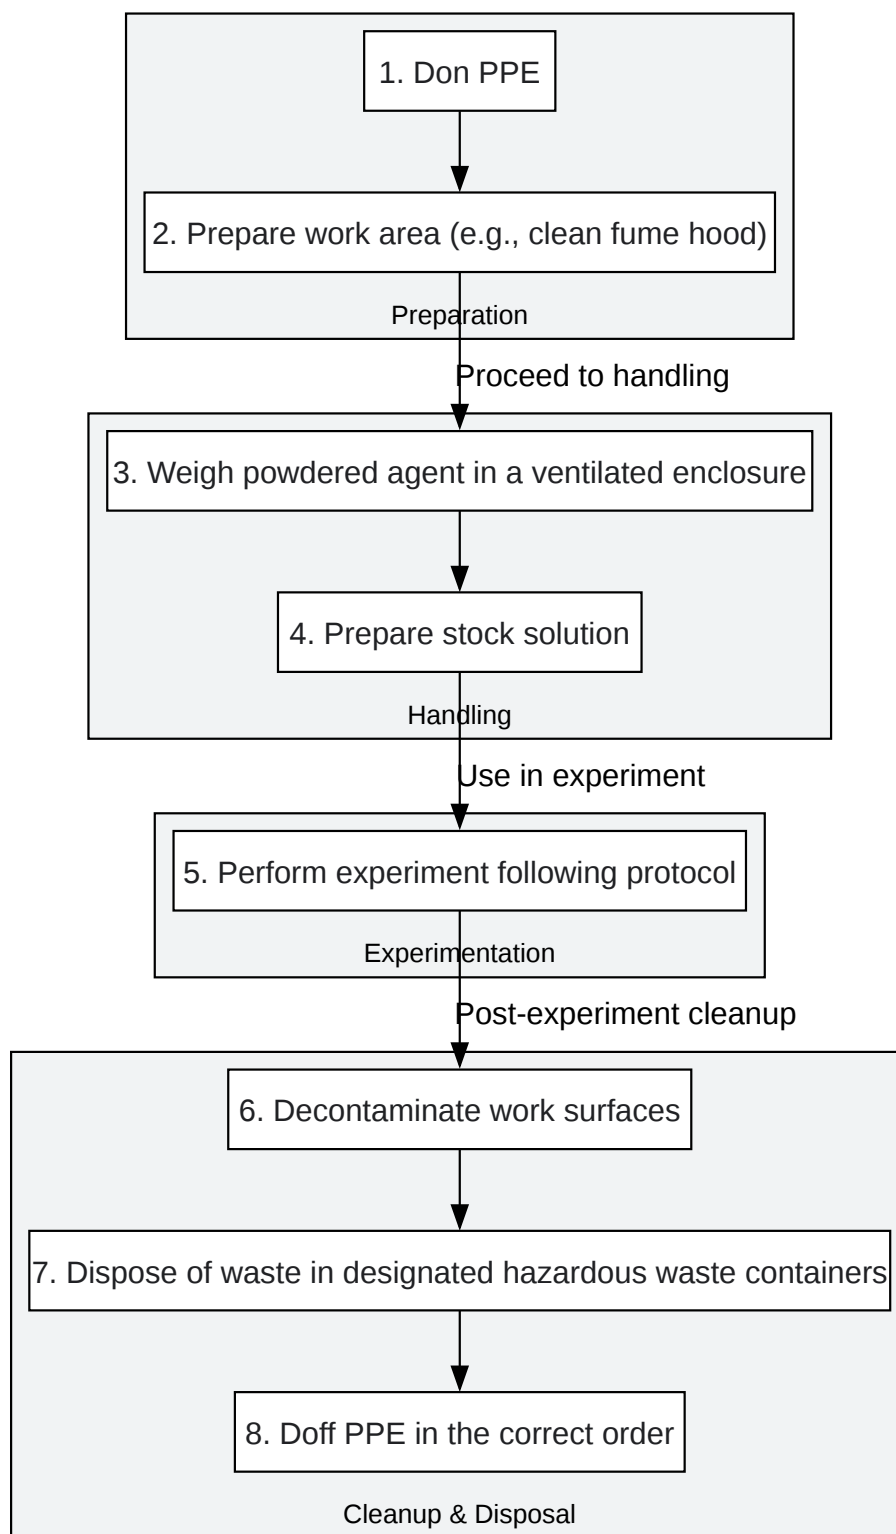 1. Don PPE
2. Prepare work area (e.g., clean fume hood)
Preparation
Proceed to handling
3. Weigh powdered agent in a ventilated enclosure
4. Prepare stock solution
Handling
Use in experiment
5. Perform experiment following protocol
Experimentation
Post-experiment cleanup
6. Decontaminate work surfaces
7. Dispose of waste in designated hazardous waste containers
8. Doff PPE in the correct order
Cleanup & Disposal